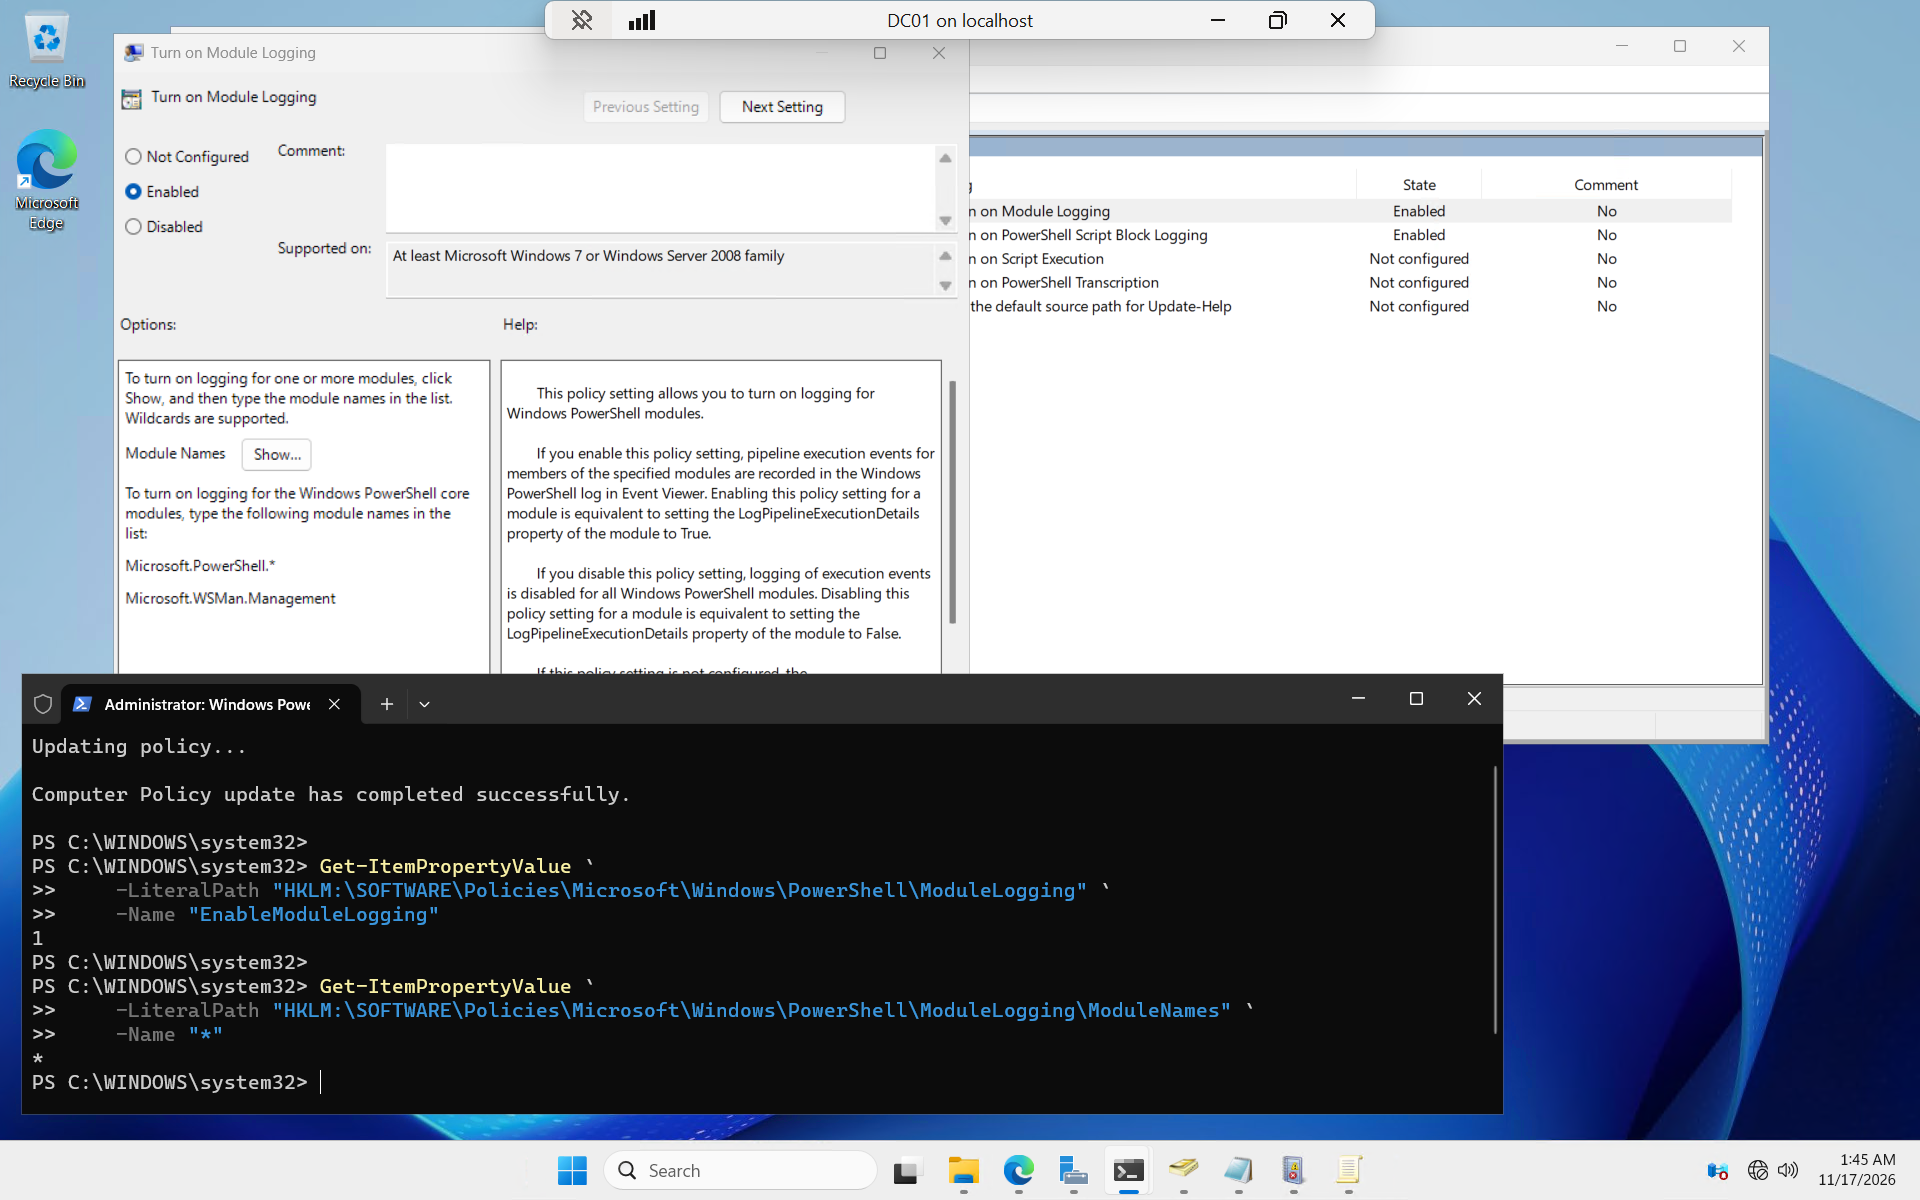 DC01 on localhost
Recycle Bin
Microsoft
Edge
Turn on Module Logging
Turn on Module Logging
Previous Setting
Next Setting
Not Configured
Enabled
Disabled
Comment:
Supported on:
At least Microsoft Windows 7 or Windows Server 2008 family
Options:
Help:
To turn on logging for one or more modules, click
Show, and then type the module names in the list.
Wildcards are supported.
Module Names
Show...
To turn on logging for the Windows PowerShell core
modules, type the following module names in the
list:
Microsoft.PowerShell.*
Microsoft.WSMan.Management
This policy setting allows you to turn on logging for
Windows PowerShell modules.
If you enable this policy setting, pipeline execution events for
members of the specified modules are recorded in the Windows
PowerShell log in Event Viewer. Enabling this policy setting for a
module is equivalent to setting the LogPipelineExecutionDetails
property of the module to True.
If you disable this policy setting, logging of execution events
is disabled for all Windows PowerShell modules. Disabling this
policy setting for a module is equivalent to setting the
LogPipelineExecutionDetails property of the module to False.
If this policy setting is not configured, the
State Comment
n on Module Logging Enabled No
n on PowerShell Script Block Logging Enabled No
n on Script Execution Not configured No
n on PowerShell Transcription Not configured No
the default source path for Update-Help Not configured No
Administrator: Windows Powe
Updating policy...
Computer Policy update has completed successfully.
PS C:\WINDOWS\system32>
PS C:\WINDOWS\system32> Get-ItemPropertyValue `
>> -LiteralPath "HKLM:\SOFTWARE\Policies\Microsoft\Windows\PowerShell\ModuleLogging" `
>> -Name "EnableModuleLogging"
1
PS C:\WINDOWS\system32>
PS C:\WINDOWS\system32> Get-ItemPropertyValue `
>> -LiteralPath "HKLM:\SOFTWARE\Policies\Microsoft\Windows\PowerShell\ModuleLogging\ModuleNames" `
>> -Name "*"
*
PS C:\WINDOWS\system32>
Search
1:45 AM
11/17/2026